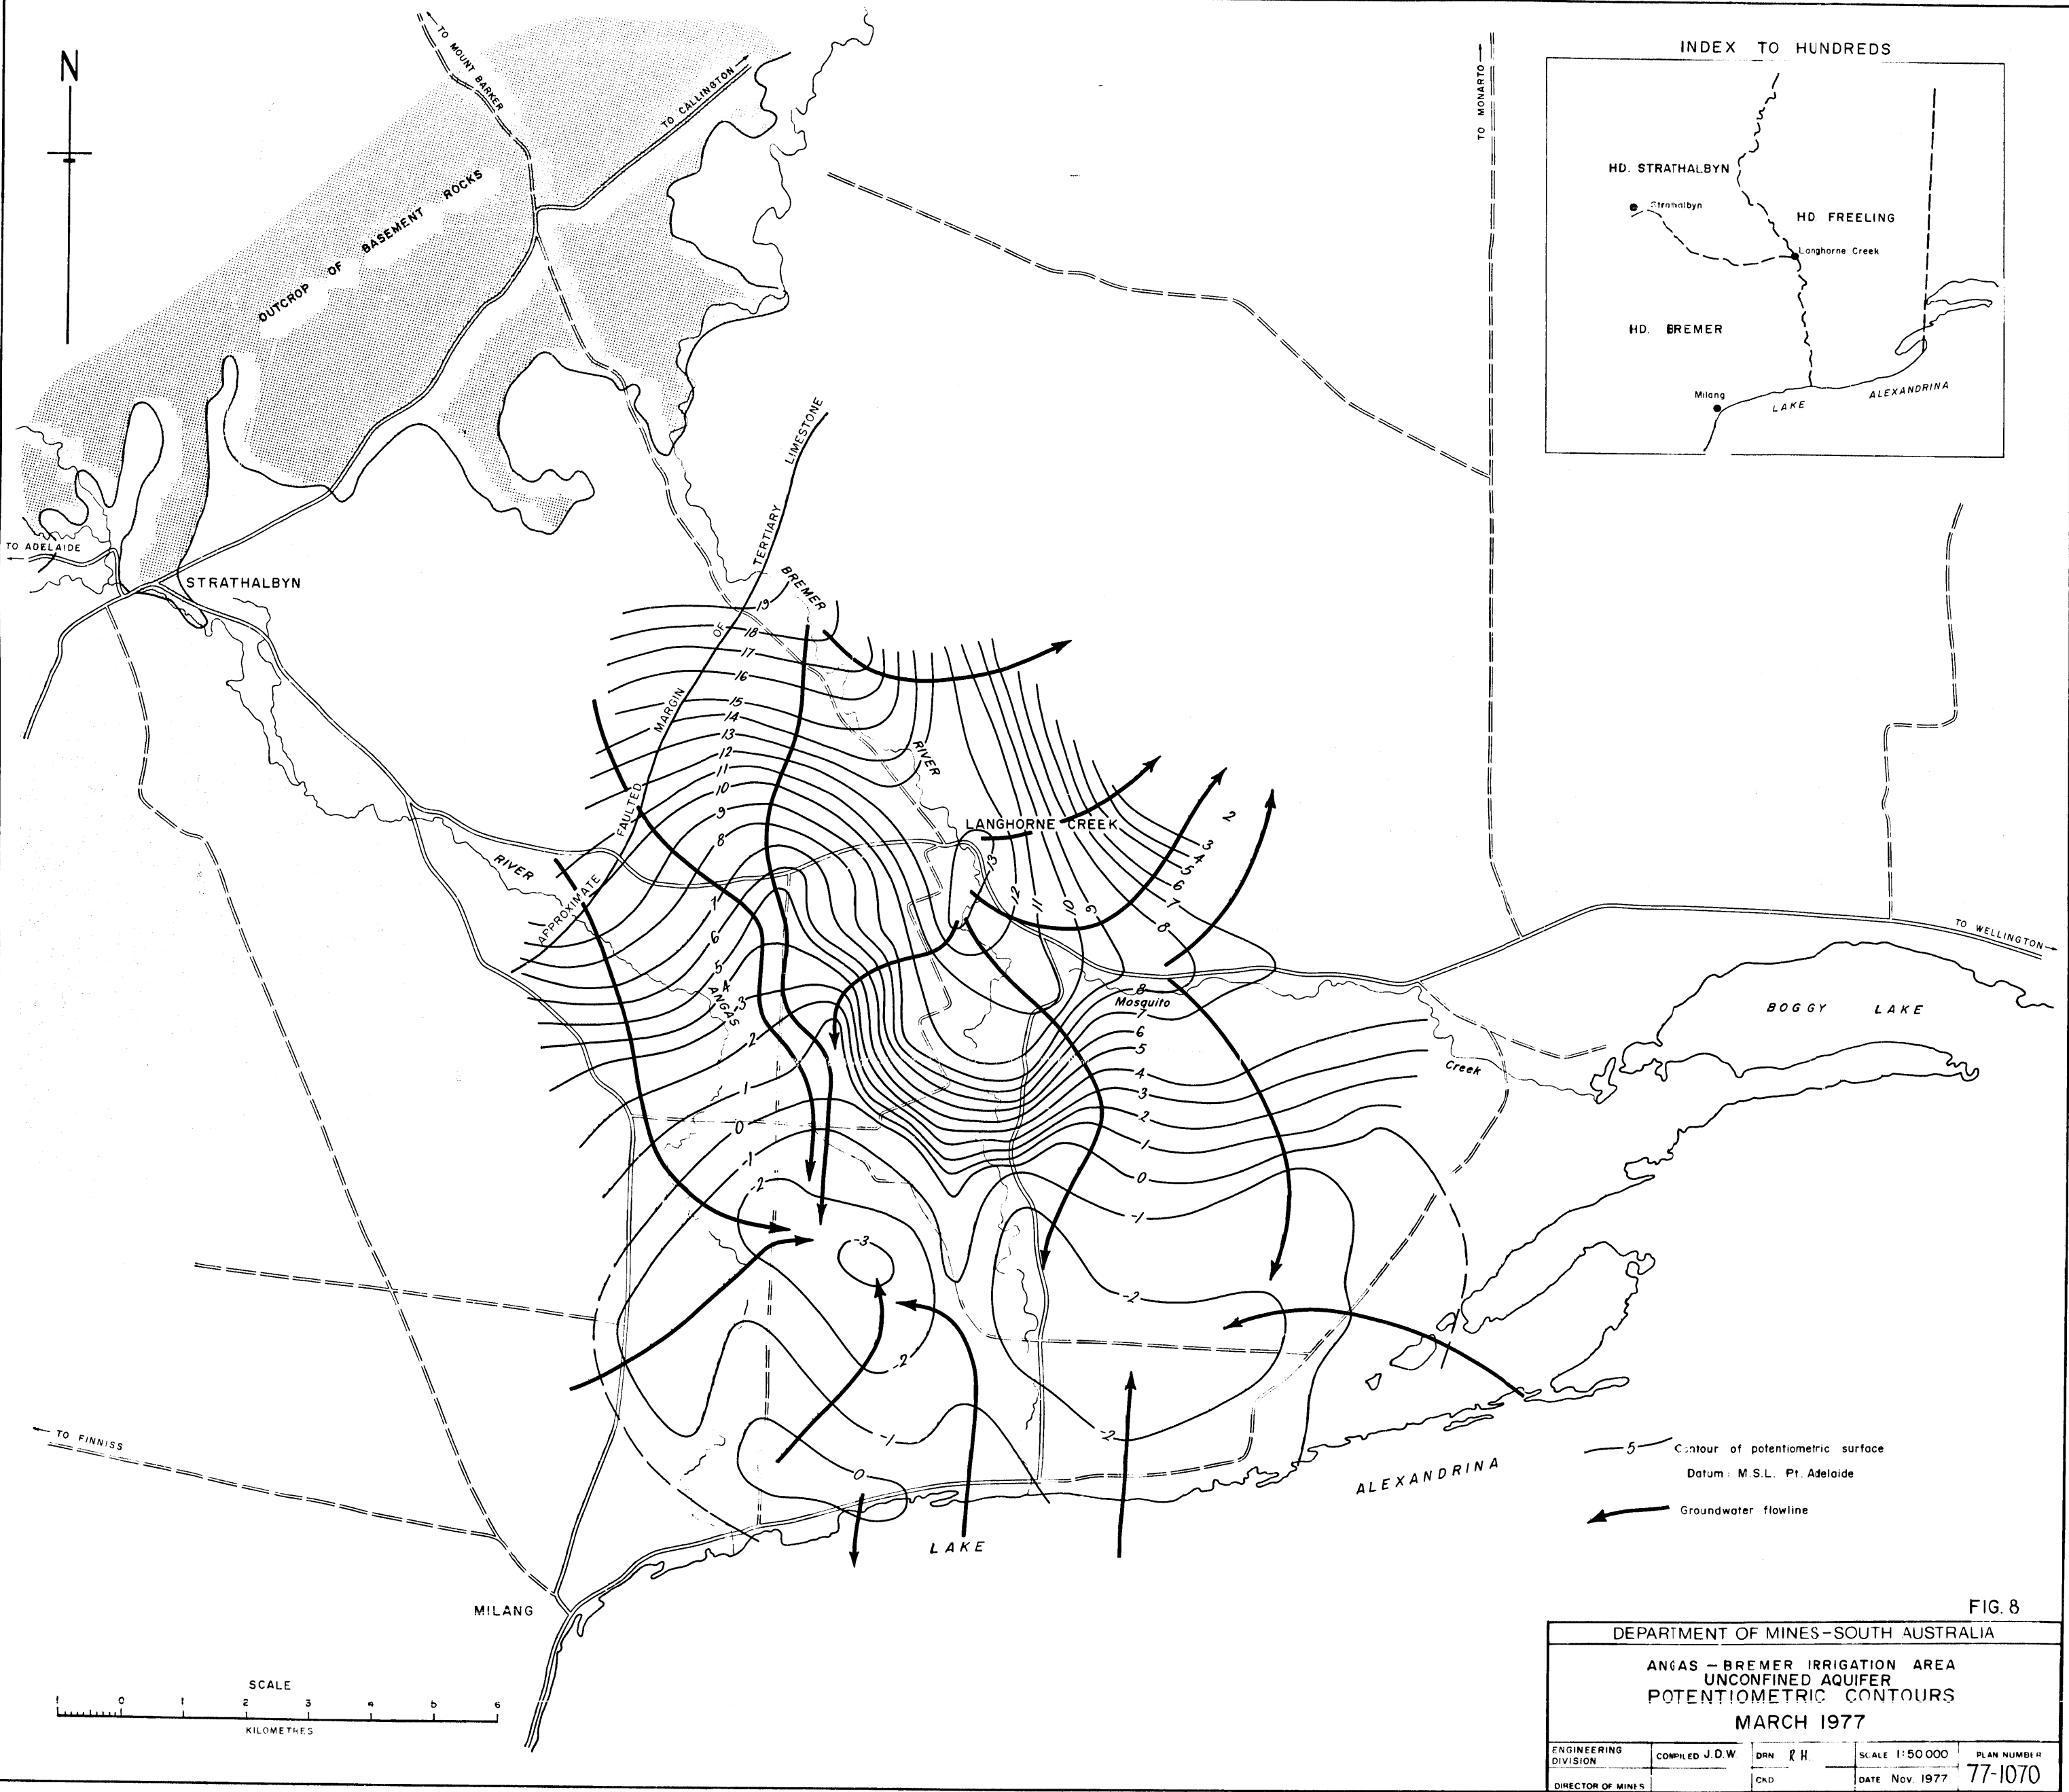 N
TO MOUNT BARKER
TO CALLINGTON
TO MONARTO
OUTCROP OF BASEMENT ROCKS
INDEX TO HUNDREDS
HD. STRATHALBYN
Strathalbyn
HD FREELING
Langhorne Creek
HD. BREMER
Milang
LAKE ALEXANDRINA
TO ADELAIDE
STRATHALBYN
APPROXIMATE FAULTED MARGIN OF TERTIARY LIMESTONE
BREMER
RIVER
19
18
17
16
15
14
13
12
11
10
9
8
7
6
5
4
3
2
1
0
-1
-2
-3
-2
-1
0
LANGHORNE CREEK
13
12
11
10
9
8
7
6
5
4
3
2
RIVER
ANGAS
8
Mosquito
7
6
5
4
3
2
1
0
-1
-2
-2
Creek
TO WELLINGTON
BOGGY LAKE
TO FINNISS
LAKE
ALEXANDRINA
MILANG
5 Contour of potentiometric surface
Datum: M.S.L. Pt. Adelaide
Groundwater flowline
SCALE
1 0 1 2 3 4 5 6
KILOMETRES
FIG. 8
DEPARTMENT OF MINES-SOUTH AUSTRALIA
ANGAS - BREMER IRRIGATION AREA
UNCONFINED AQUIFER
POTENTIOMETRIC CONTOURS
MARCH 1977
ENGINEERING DIVISION
COMPILED J.D.W.
DRN R.H.
SCALE 1:50 000
PLAN NUMBER
DIRECTOR OF MINES
CKD
DATE Nov. 1977
77-1070